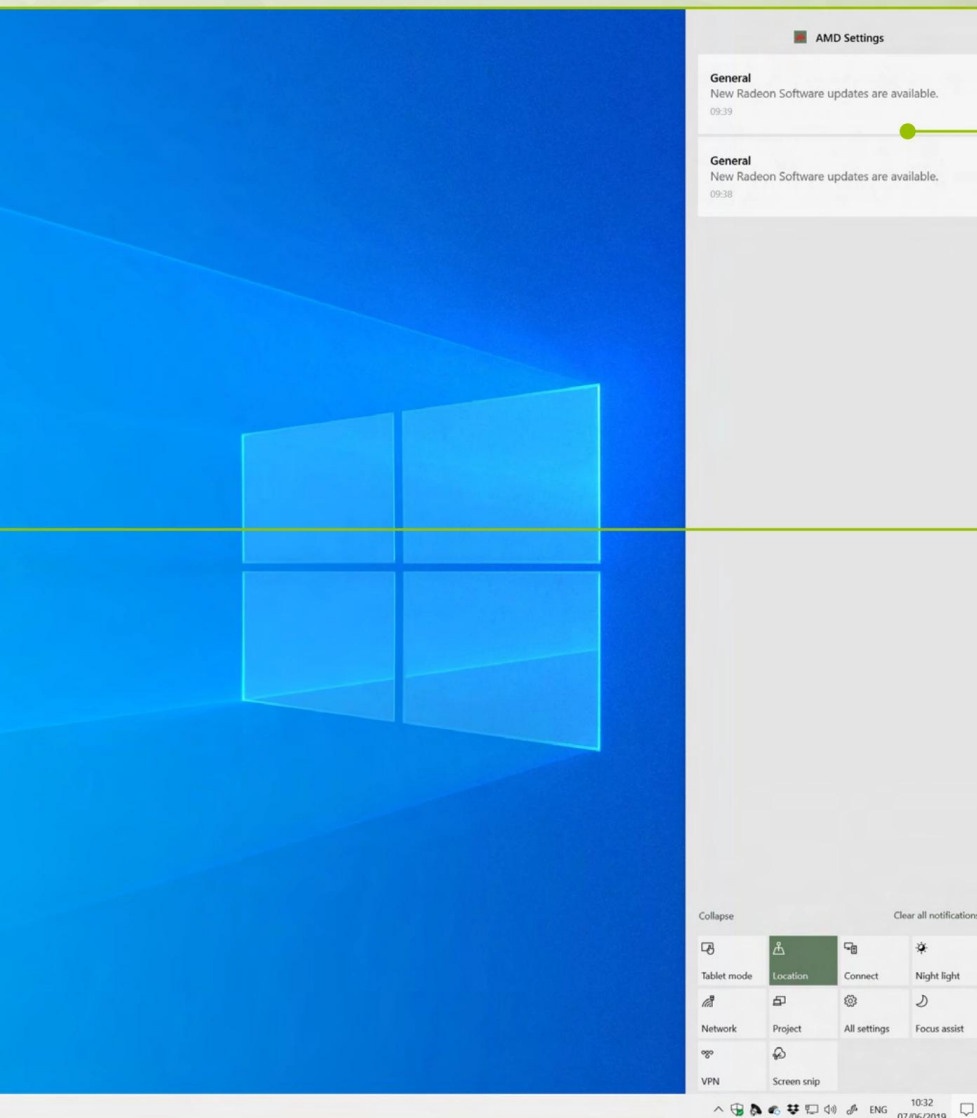 AMD Settings
General
New Radeon Software updates are available.
09:39
General
New Radeon Software updates are available.
09:38
Collapse
Clear all notifications
Tablet mode
Location
Connect
Night light
Network
Project
All settings
Focus assist
VPN
Screen snip
ENG
10:32
07/06/2019